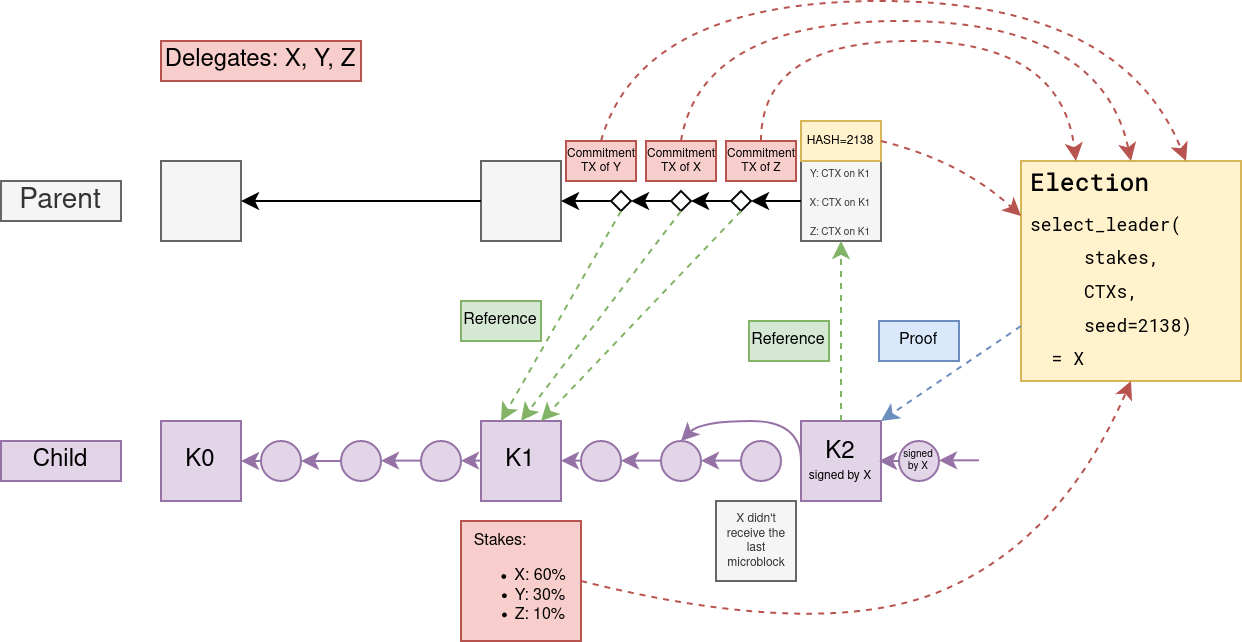 Delegates: X, Y, Z
Commitment
TX of Y
Commitment
TX of X
Commitment
TX of Z
HASH=2138
Y: CTX on K1
X: CTX on K1
Z: CTX on K1
Parent
Election
select_leader(
stakes,
CTXs,
seed=2138)
= X
Reference
Reference
Proof
Child
K0
K1
K2
signed by X
signed
by X
X didn't
receive the
last
microblock
Stakes:
• X: 60%
• Y: 30%
• Z: 10%